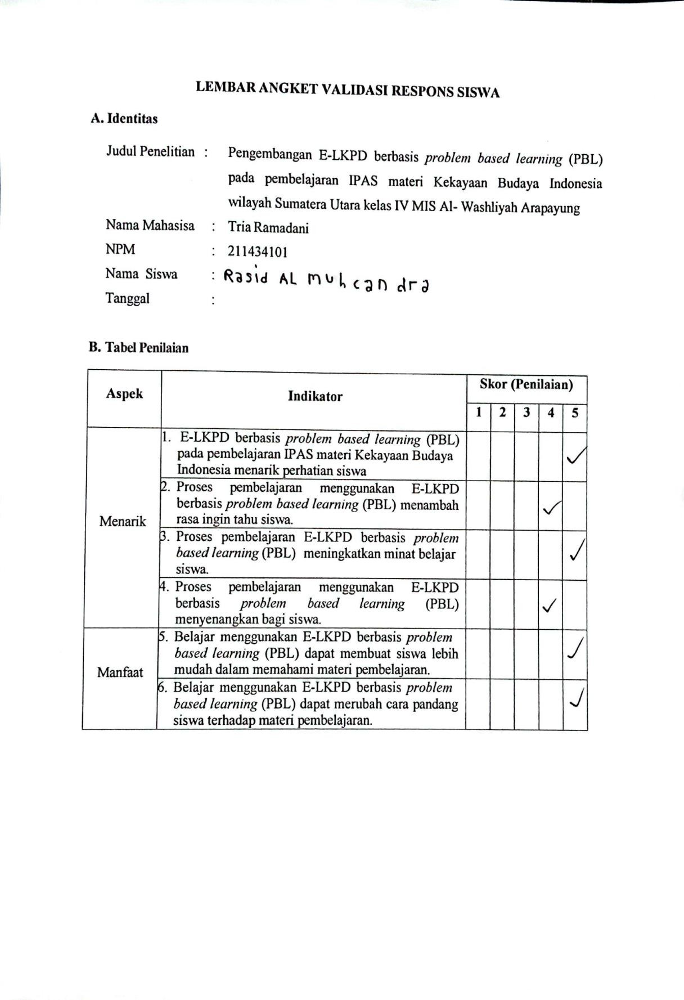 LEMBAR ANGKET VALIDASI RESPONS SISWA
A. Identitas
Judul Penelitian : Pengembangan E-LKPD berbasis problem based learning (PBL)
pada pembelajaran IPAS materi Kekayaan Budaya Indonesia
wilayah Sumatera Utara kelas IV MIS Al- Washliyah Arapayung
Nama Mahasisa : Tria Ramadani
NPM : 211434101
Nama Siswa : Rasid AL muhcandra
Tanggal :
B. Tabel Penilaian
Aspek Indikator Skor (Penilaian)
1 2 3 4 5
Menarik
1. E-LKPD berbasis problem based learning (PBL)
pada pembelajaran IPAS materi Kekayaan Budaya
Indonesia menarik perhatian siswa ✓
2. Proses pembelajaran menggunakan E-LKPD
berbasis problem based learning (PBL) menambah
rasa ingin tahu siswa. ✓
3. Proses pembelajaran E-LKPD berbasis problem
based learning (PBL) meningkatkan minat belajar
siswa. ✓
4. Proses pembelajaran menggunakan E-LKPD
berbasis problem based learning (PBL)
menyenangkan bagi siswa. ✓
Manfaat
5. Belajar menggunakan E-LKPD berbasis problem
based learning (PBL) dapat membuat siswa lebih
mudah dalam memahami materi pembelajaran. ✓
6. Belajar menggunakan E-LKPD berbasis problem
based learning (PBL) dapat merubah cara pandang
siswa terhadap materi pembelajaran. ✓